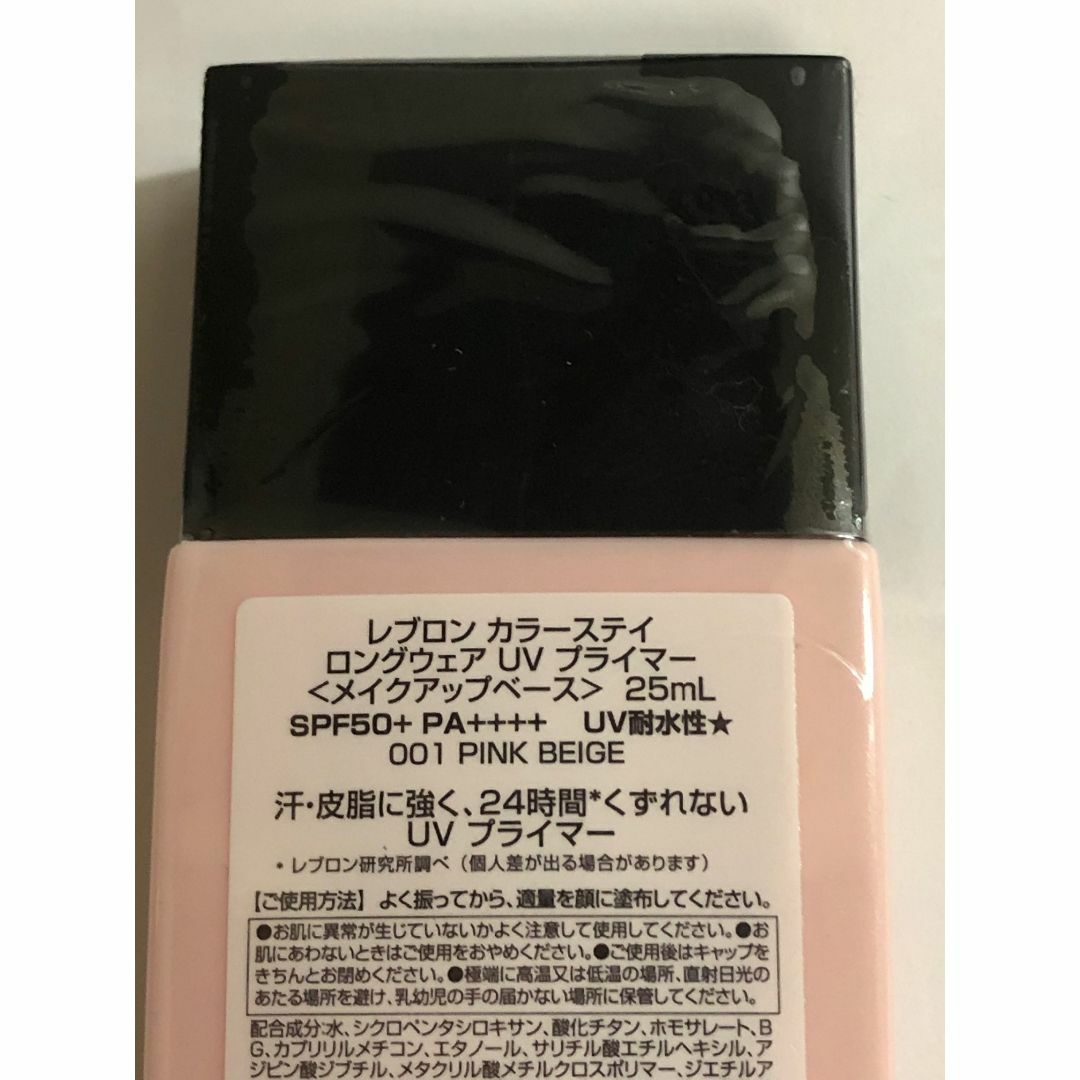 レブロン カラーステイ
ロングウェア UV プライマー
<メイクアップベース> 25mL
SPF50+ PA++++ UV耐水性★
001 PINK BEIGE
汗・皮脂に強く、24時間*くずれない
UV プライマー
* レブロン研究所調べ（個人差が出る場合があります）
【ご使用方法】よく振ってから、適量を顔に塗布してください。
●お肌に異常が生じていないかよく注意して使用してください。●お
肌にあわないときはご使用をおやめください。●ご使用後はキャップを
きちんとお閉めください。●極端に高温又は低温の場所、直射日光の
あたる場所を避け、乳幼児の手の届かない場所に保管してください。
配合成分:水、シクロペンタシロキサン、酸化チタン、ホモサレート、B
G、カプリリルメチコン、エタノール、サリチル酸エチルヘキシル、ア
ジピン酸ジブチル、メタクリル酸メチルクロスポリマー、ジエチルア